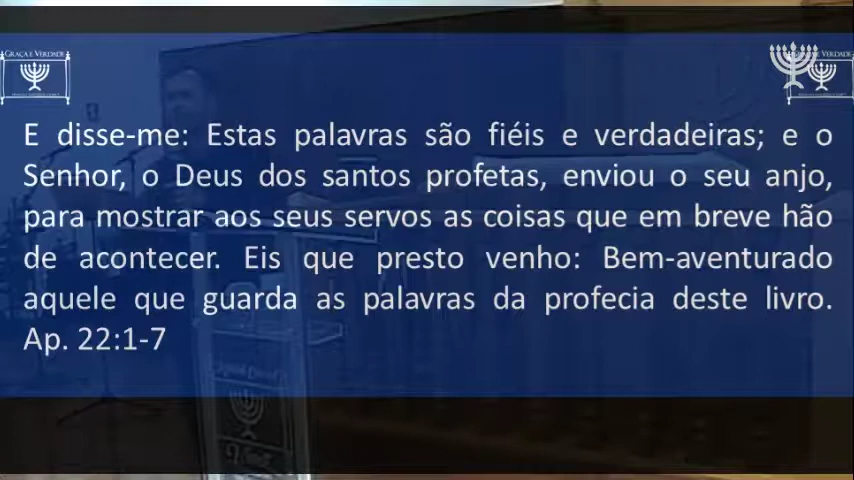 GRAÇA E VERDADE
E disse-me: Estas palavras são fiéis e verdadeiras; e o
Senhor, o Deus dos santos profetas, enviou o seu anjo,
para mostrar aos seus servos as coisas que em breve hão
de acontecer. Eis que presto venho: Bem-aventurado
aquele que guarda as palavras da profecia deste livro.
Ap. 22:1-7